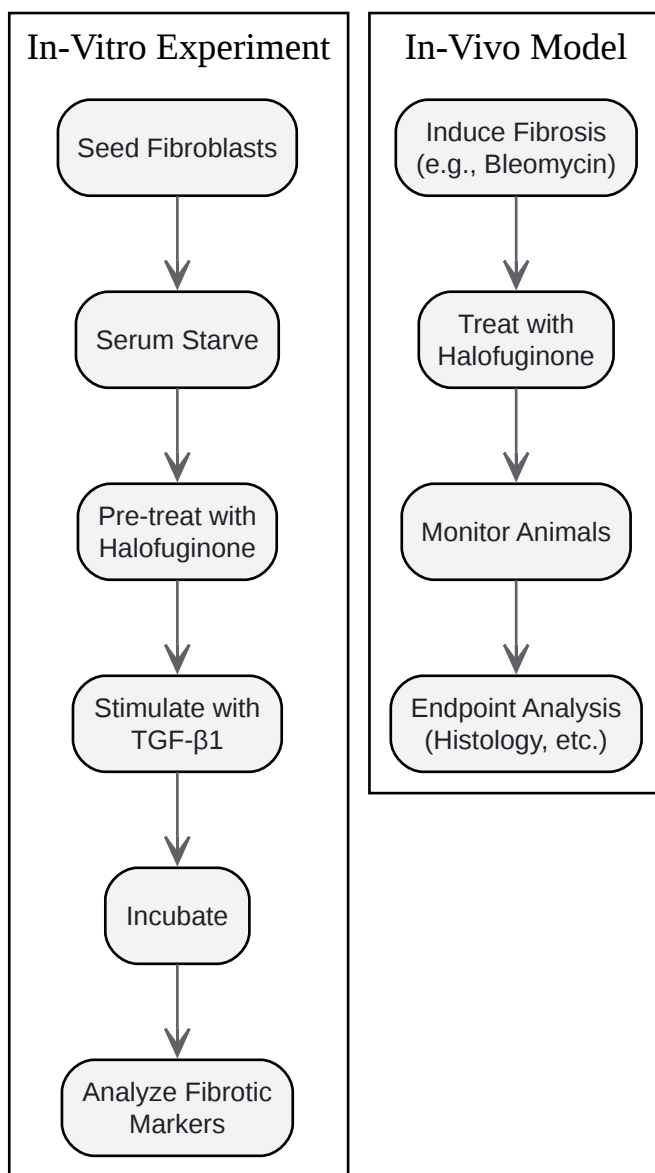 In-Vitro Experiment
Seed Fibroblasts
Serum Starve
Pre-treat with
Halofuginone
Stimulate with
TGF-β1
Incubate
Analyze Fibrotic
Markers
In-Vivo Model
Induce Fibrosis
(e.g., Bleomycin)
Treat with
Halofuginone
Monitor Animals
Endpoint Analysis
(Histology, etc.)